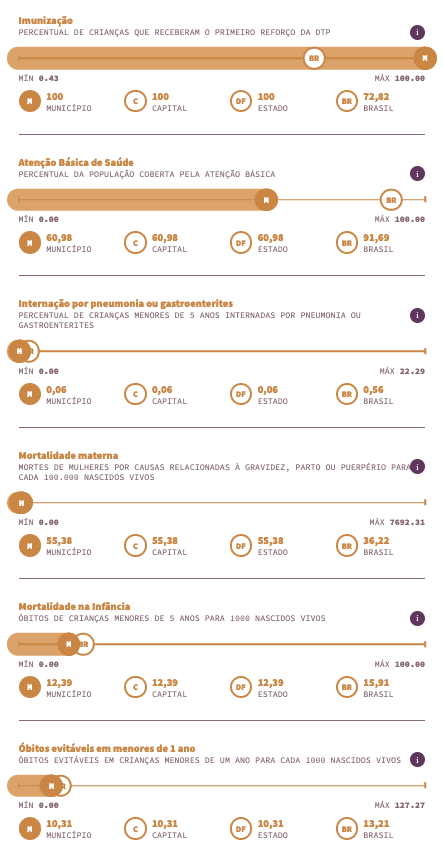 Imunização
PERCENTUAL DE CRIANÇAS QUE RECEBERAM O PRIMEIRO REFORÇO DA DTP
i
BR M
MÍN 0.43 MÁX 100.00
M 100 C 100 DF 100 BR 72,82
MUNICÍPIO CAPITAL ESTADO BRASIL
Atenção Básica de Saúde
PERCENTUAL DA POPULAÇÃO COBERTA PELA ATENÇÃO BÁSICA
i
M BR
MÍN 0.00 MÁX 100.00
M 60,98 C 60,98 DF 60,98 BR 91,69
MUNICÍPIO CAPITAL ESTADO BRASIL
Internação por pneumonia ou gastroenterites
PERCENTUAL DE CRIANÇAS MENORES DE 5 ANOS INTERNADAS POR PNEUMONIA OU
GASTROENTERITES
i
M R
MÍN 0.00 MÁX 22.29
M 0,06 C 0,06 DF 0,06 BR 0,56
MUNICÍPIO CAPITAL ESTADO BRASIL
Mortalidade materna
MORTES DE MULHERES POR CAUSAS RELACIONADAS À GRAVIDEZ, PARTO OU PUERPÉRIO PARA
CADA 100.000 NASCIDOS VIVOS
i
M
MÍN 0.00 MÁX 7692.31
M 55,38 C 55,38 DF 55,38 BR 36,22
MUNICÍPIO CAPITAL ESTADO BRASIL
Mortalidade na Infância
ÓBITOS DE CRIANÇAS MENORES DE 5 ANOS PARA 1000 NASCIDOS VIVOS
i
M BR
MÍN 0.00 MÁX 100.00
M 12,39 C 12,39 DF 12,39 BR 15,91
MUNICÍPIO CAPITAL ESTADO BRASIL
Óbitos evitáveis em menores de 1 ano
ÓBITOS EVITÁVEIS EM CRIANÇAS MENORES DE UM ANO PARA CADA 1000 NASCIDOS VIVOS
i
M R
MÍN 0.00 MÁX 127.27
M 10,31 C 10,31 DF 10,31 BR 13,21
MUNICÍPIO CAPITAL ESTADO BRASIL